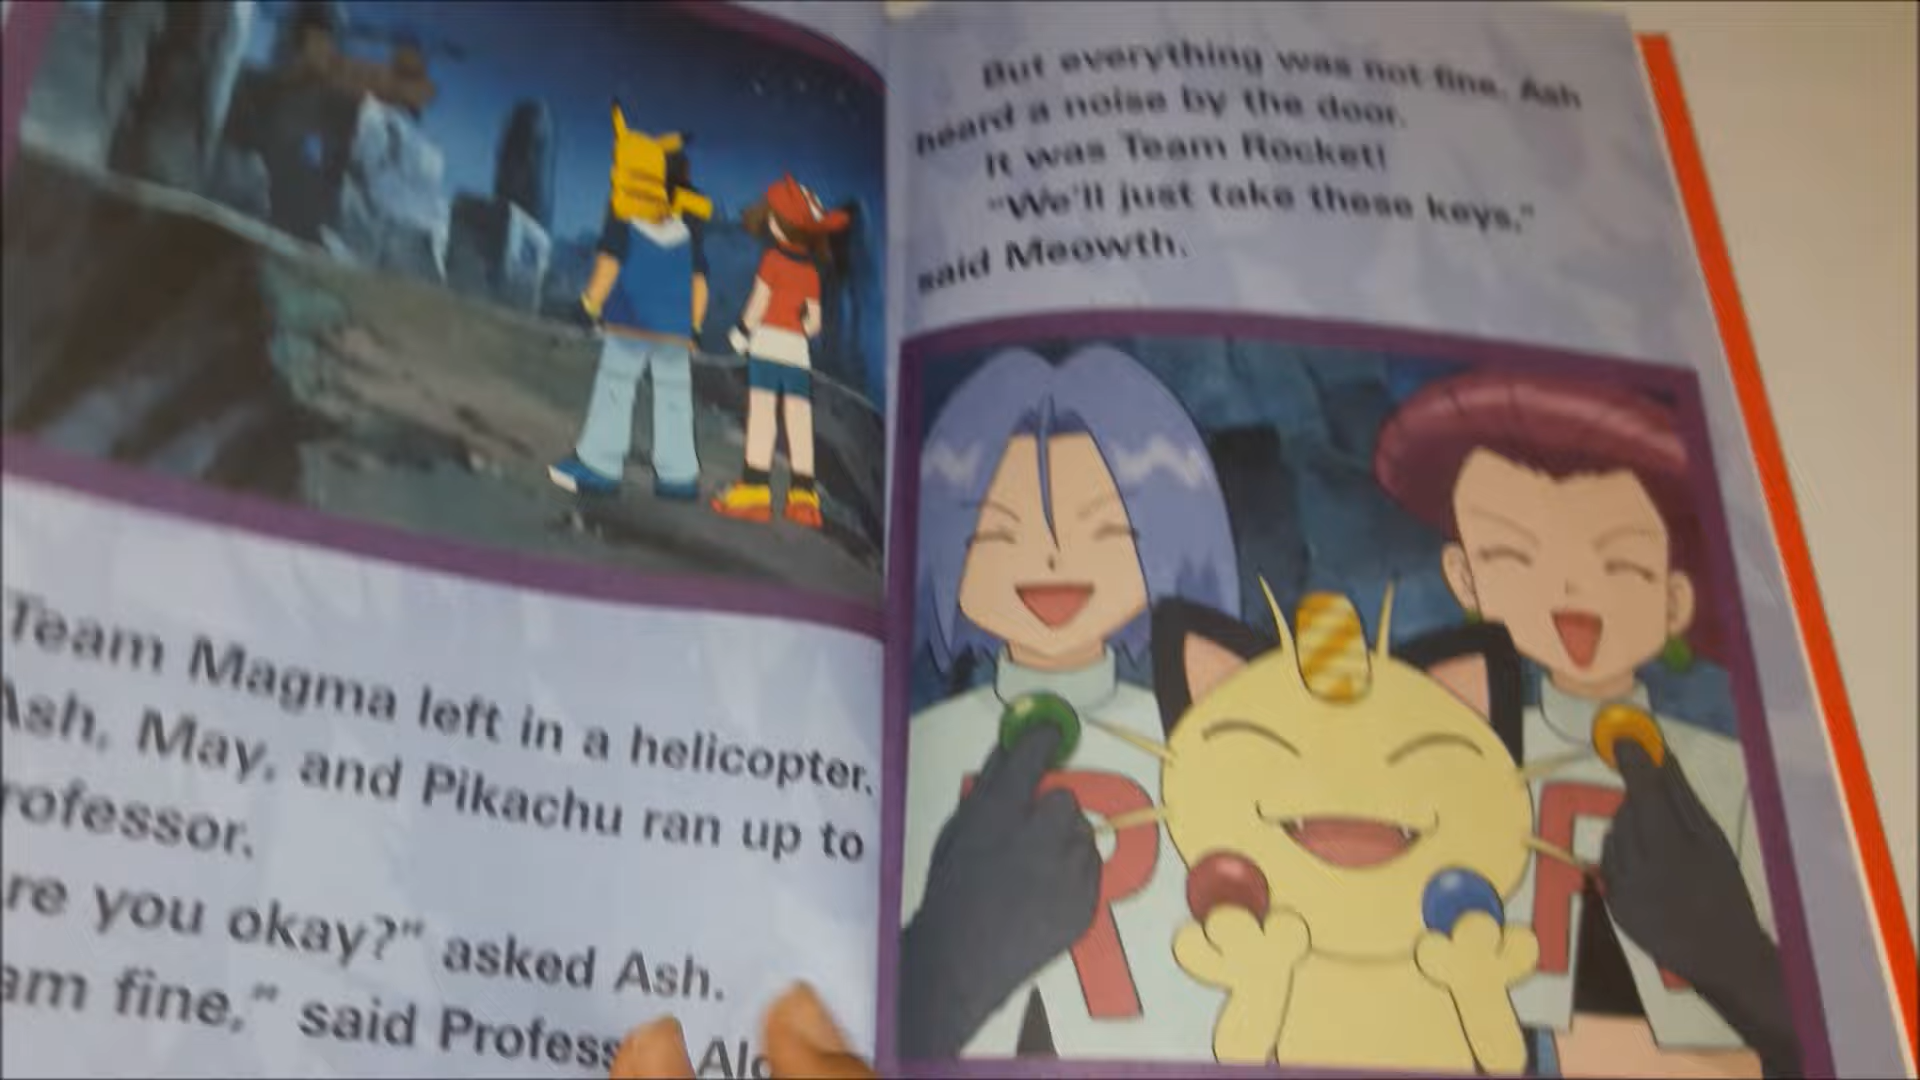 Team Magma left in a helicopter.
Ash, May, and Pikachu ran up to
rofessor.
re you okay?" asked Ash.
am fine," said Profess Alo
But everything was not fine. Ash
heard a noise by the door.
It was Team Rocket!
"We'll just take these keys,"
said Meowth.
R
R